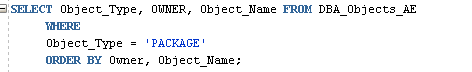 SELECT Object_Type, OWNER, Object_Name FROM DBA_Objects_AE
WHERE
Object_Type = 'PACKAGE'
ORDER BY Owner, Object_Name;